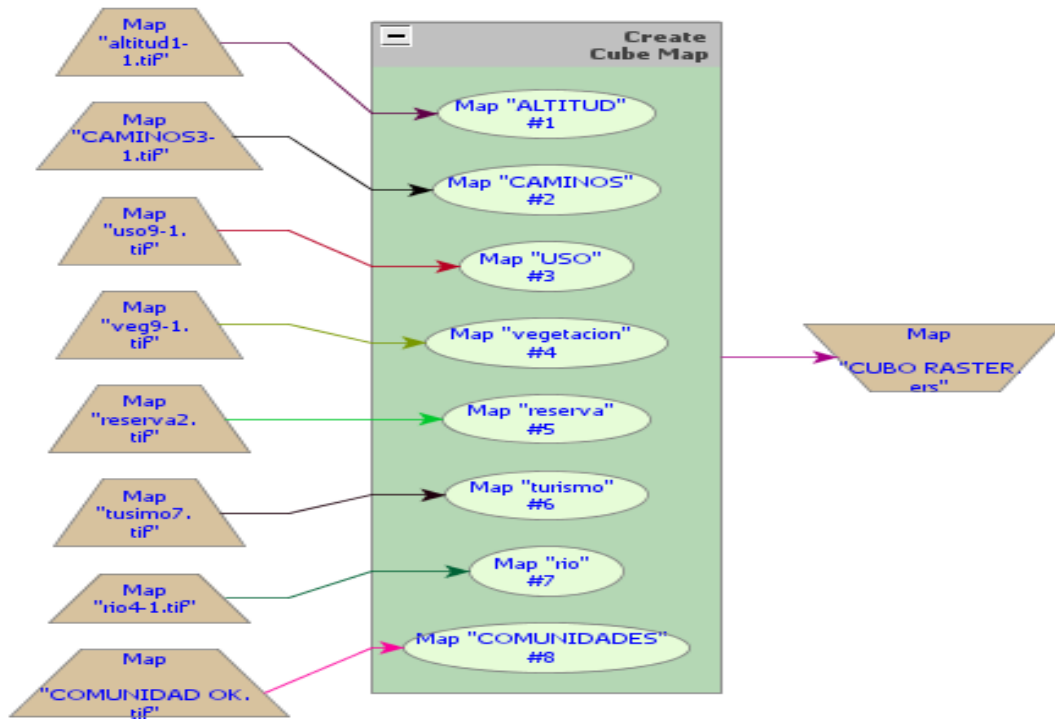 Map
"altitud1-
1.tif"
Map
"CAMINOS3-
1.tif"
Map
"uso9-1.
tif"
Map
"veg9-1.
tif"
Map
"reserva2.
tif"
Map
"tusimo7.
tif"
Map
"rio4-1.tif"
Map
"COMUNIDAD OK.
tif"
Create
Cube Map
Map "ALTITUD"
#1
Map "CAMINOS"
#2
Map "USO"
#3
Map "vegetacion"
#4
Map "reserva"
#5
Map "turismo"
#6
Map "rio"
#7
Map "COMUNIDADES"
#8
Map
"CUBO RASTER.
ers"